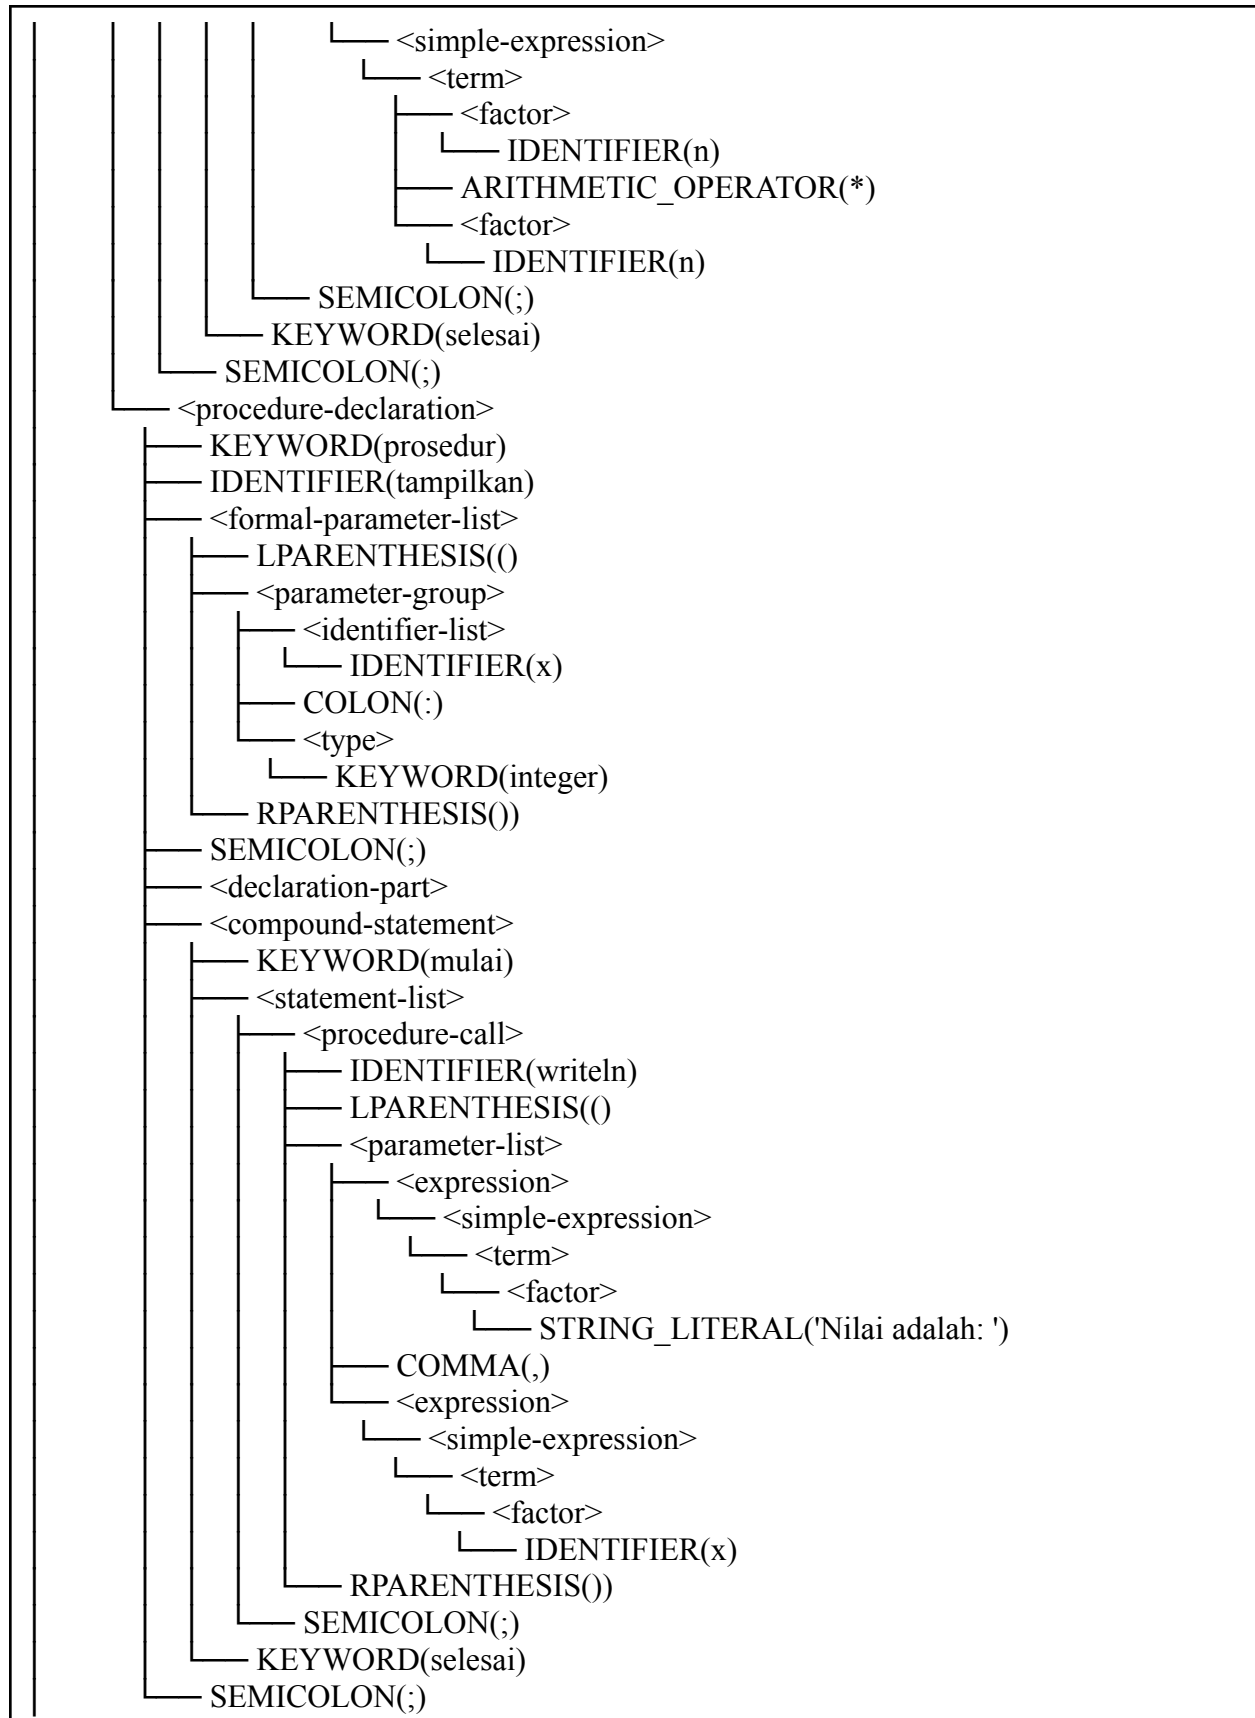 <simple-expression>
<term>
<factor>
IDENTIFIER(n)
ARITHMETIC_OPERATOR(*)
<factor>
IDENTIFIER(n)
SEMICOLON(;)
KEYWORD(selesai)
SEMICOLON(;)
<procedure-declaration>
KEYWORD(prosedur)
IDENTIFIER(tampilkan)
<formal-parameter-list>
LPARENTHESIS(()
<parameter-group>
<identifier-list>
IDENTIFIER(x)
COLON(:)
<type>
KEYWORD(integer)
RPARENTHESIS())
SEMICOLON(;)
<declaration-part>
<compound-statement>
KEYWORD(mulai)
<statement-list>
<procedure-call>
IDENTIFIER(writeln)
LPARENTHESIS(()
<parameter-list>
<expression>
<simple-expression>
<term>
<factor>
STRING_LITERAL('Nilai adalah: ')
COMMA(,)
<expression>
<simple-expression>
<term>
<factor>
IDENTIFIER(x)
RPARENTHESIS())
SEMICOLON(;)
KEYWORD(selesai)
SEMICOLON(;)